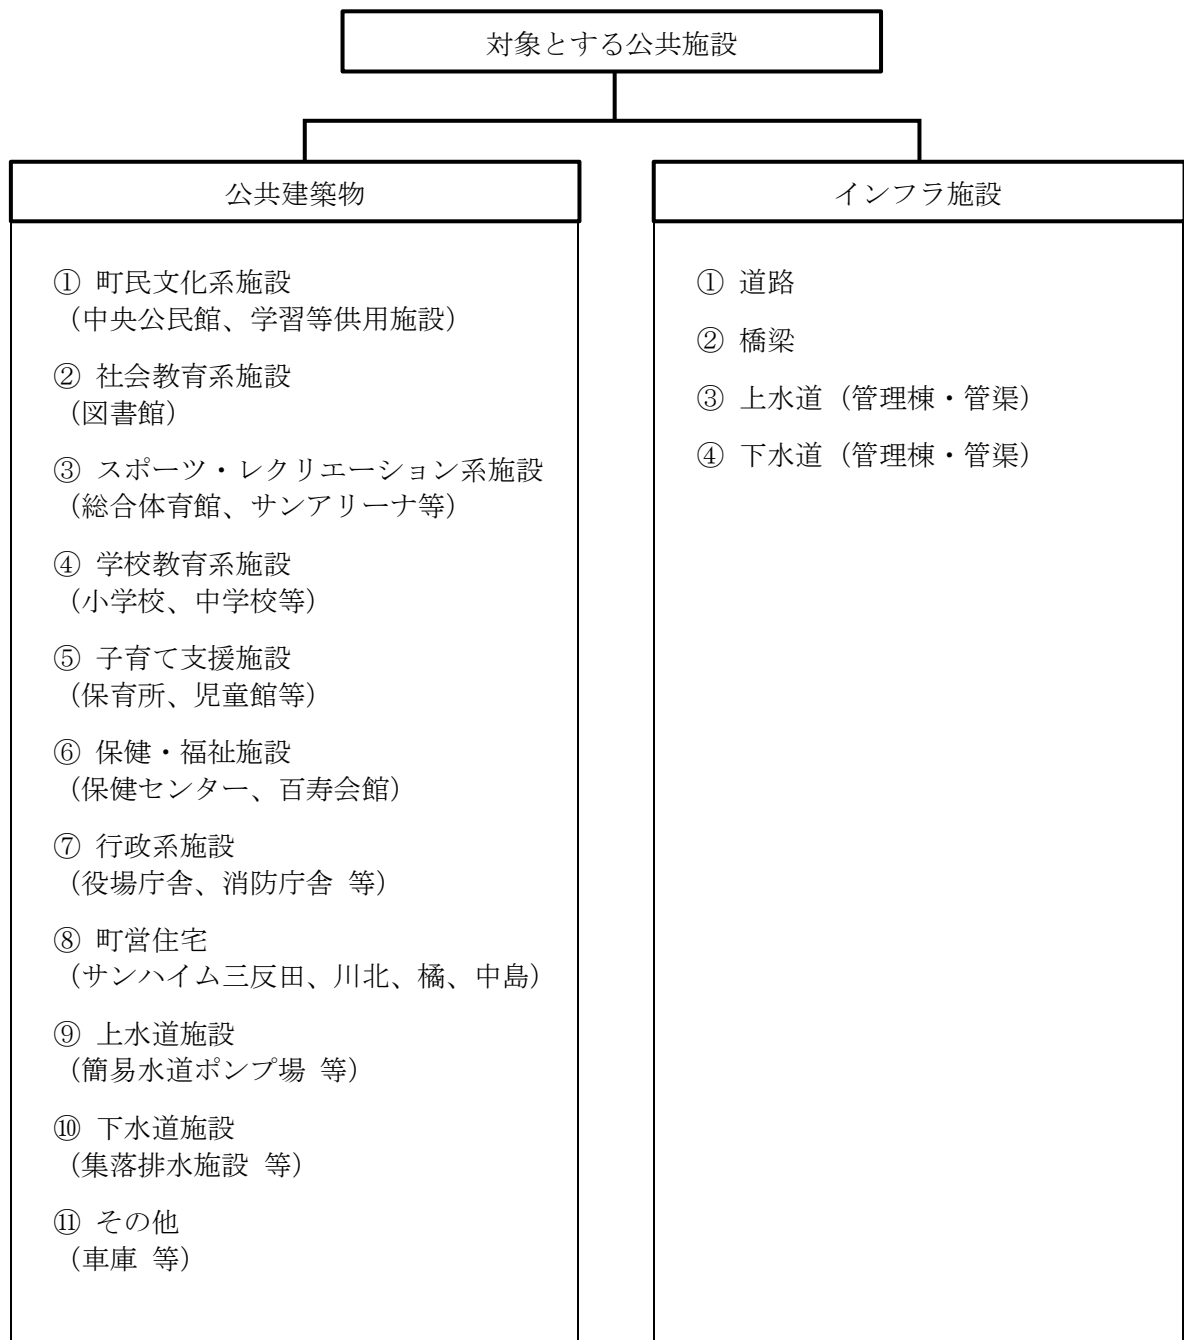 対象とする公共施設
公共建築物
① 町民文化系施設
（中央公民館、学習等供用施設）
② 社会教育系施設
（図書館）
③ スポーツ・レクリエーション系施設
（総合体育館、サンアリーナ等）
④ 学校教育系施設
（小学校、中学校等）
⑤ 子育て支援施設
（保育所、児童館等）
⑥ 保健・福祉施設
（保健センター、百寿会館）
⑦ 行政系施設
（役場庁舎、消防庁舎 等）
⑧ 町営住宅
（サンハイム三反田、川北、橘、中島）
⑨ 上水道施設
（簡易水道ポンプ場 等）
⑩ 下水道施設
（集落排水施設 等）
⑪ その他
（車庫 等）
インフラ施設
① 道路
② 橋梁
③ 上水道（管理棟・管渠）
④ 下水道（管理棟・管渠）